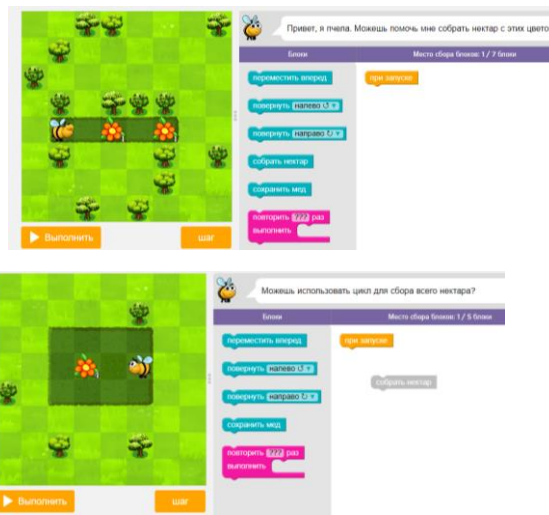 Привет, я пчела. Можешь помочь мне собрать нектар с этих цвето
Блоки
Место сбора блоков: 1 / 7 блоки
переместить вперед
при запуске
повернуть налево ↺ ▾
повернуть направо ↻ ▾
собрать нектар
сохранить мед
повторить ??? раз
выполнить
Выполнить
шаг
Можешь использовать цикл для сбора всего нектара?
Блоки
Место сбора блоков: 1 / 5 блоки
переместить вперед
при запуске
повернуть налево ↺ ▾
собрать нектар
повернуть направо ↻ ▾
сохранить мед
повторить ??? раз
выполнить
Выполнить
шаг